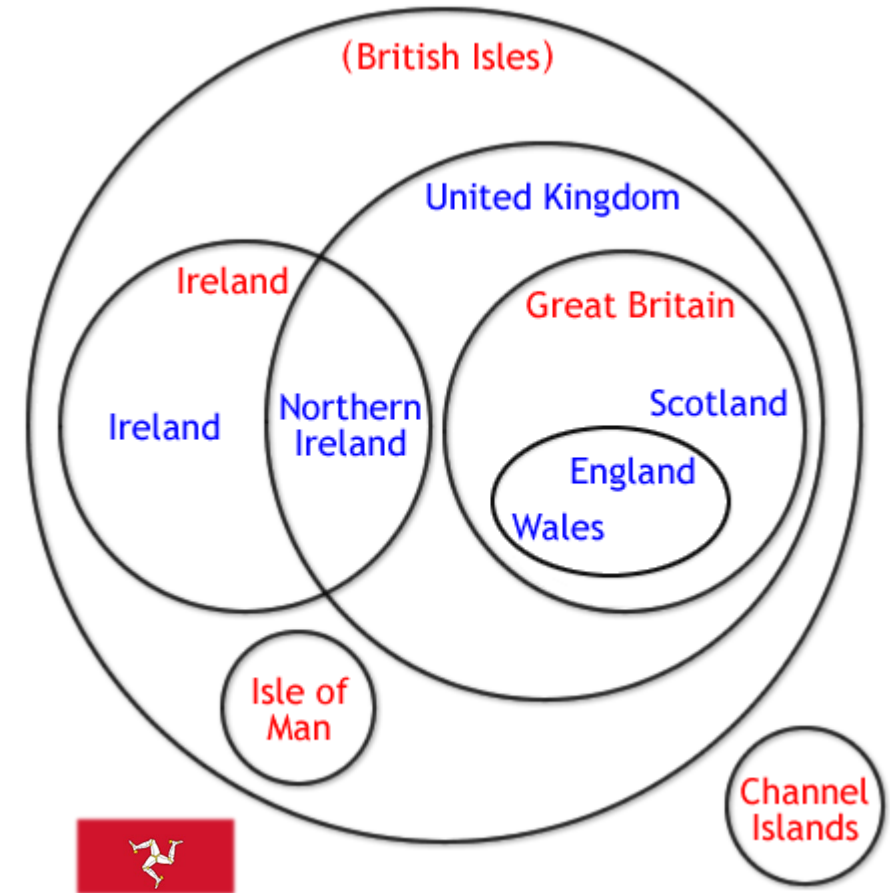 (British Isles)
United Kingdom
Ireland
Great Britain
Ireland
Northern
Ireland
Scotland
England
Wales
Isle of
Man
Channel
Islands